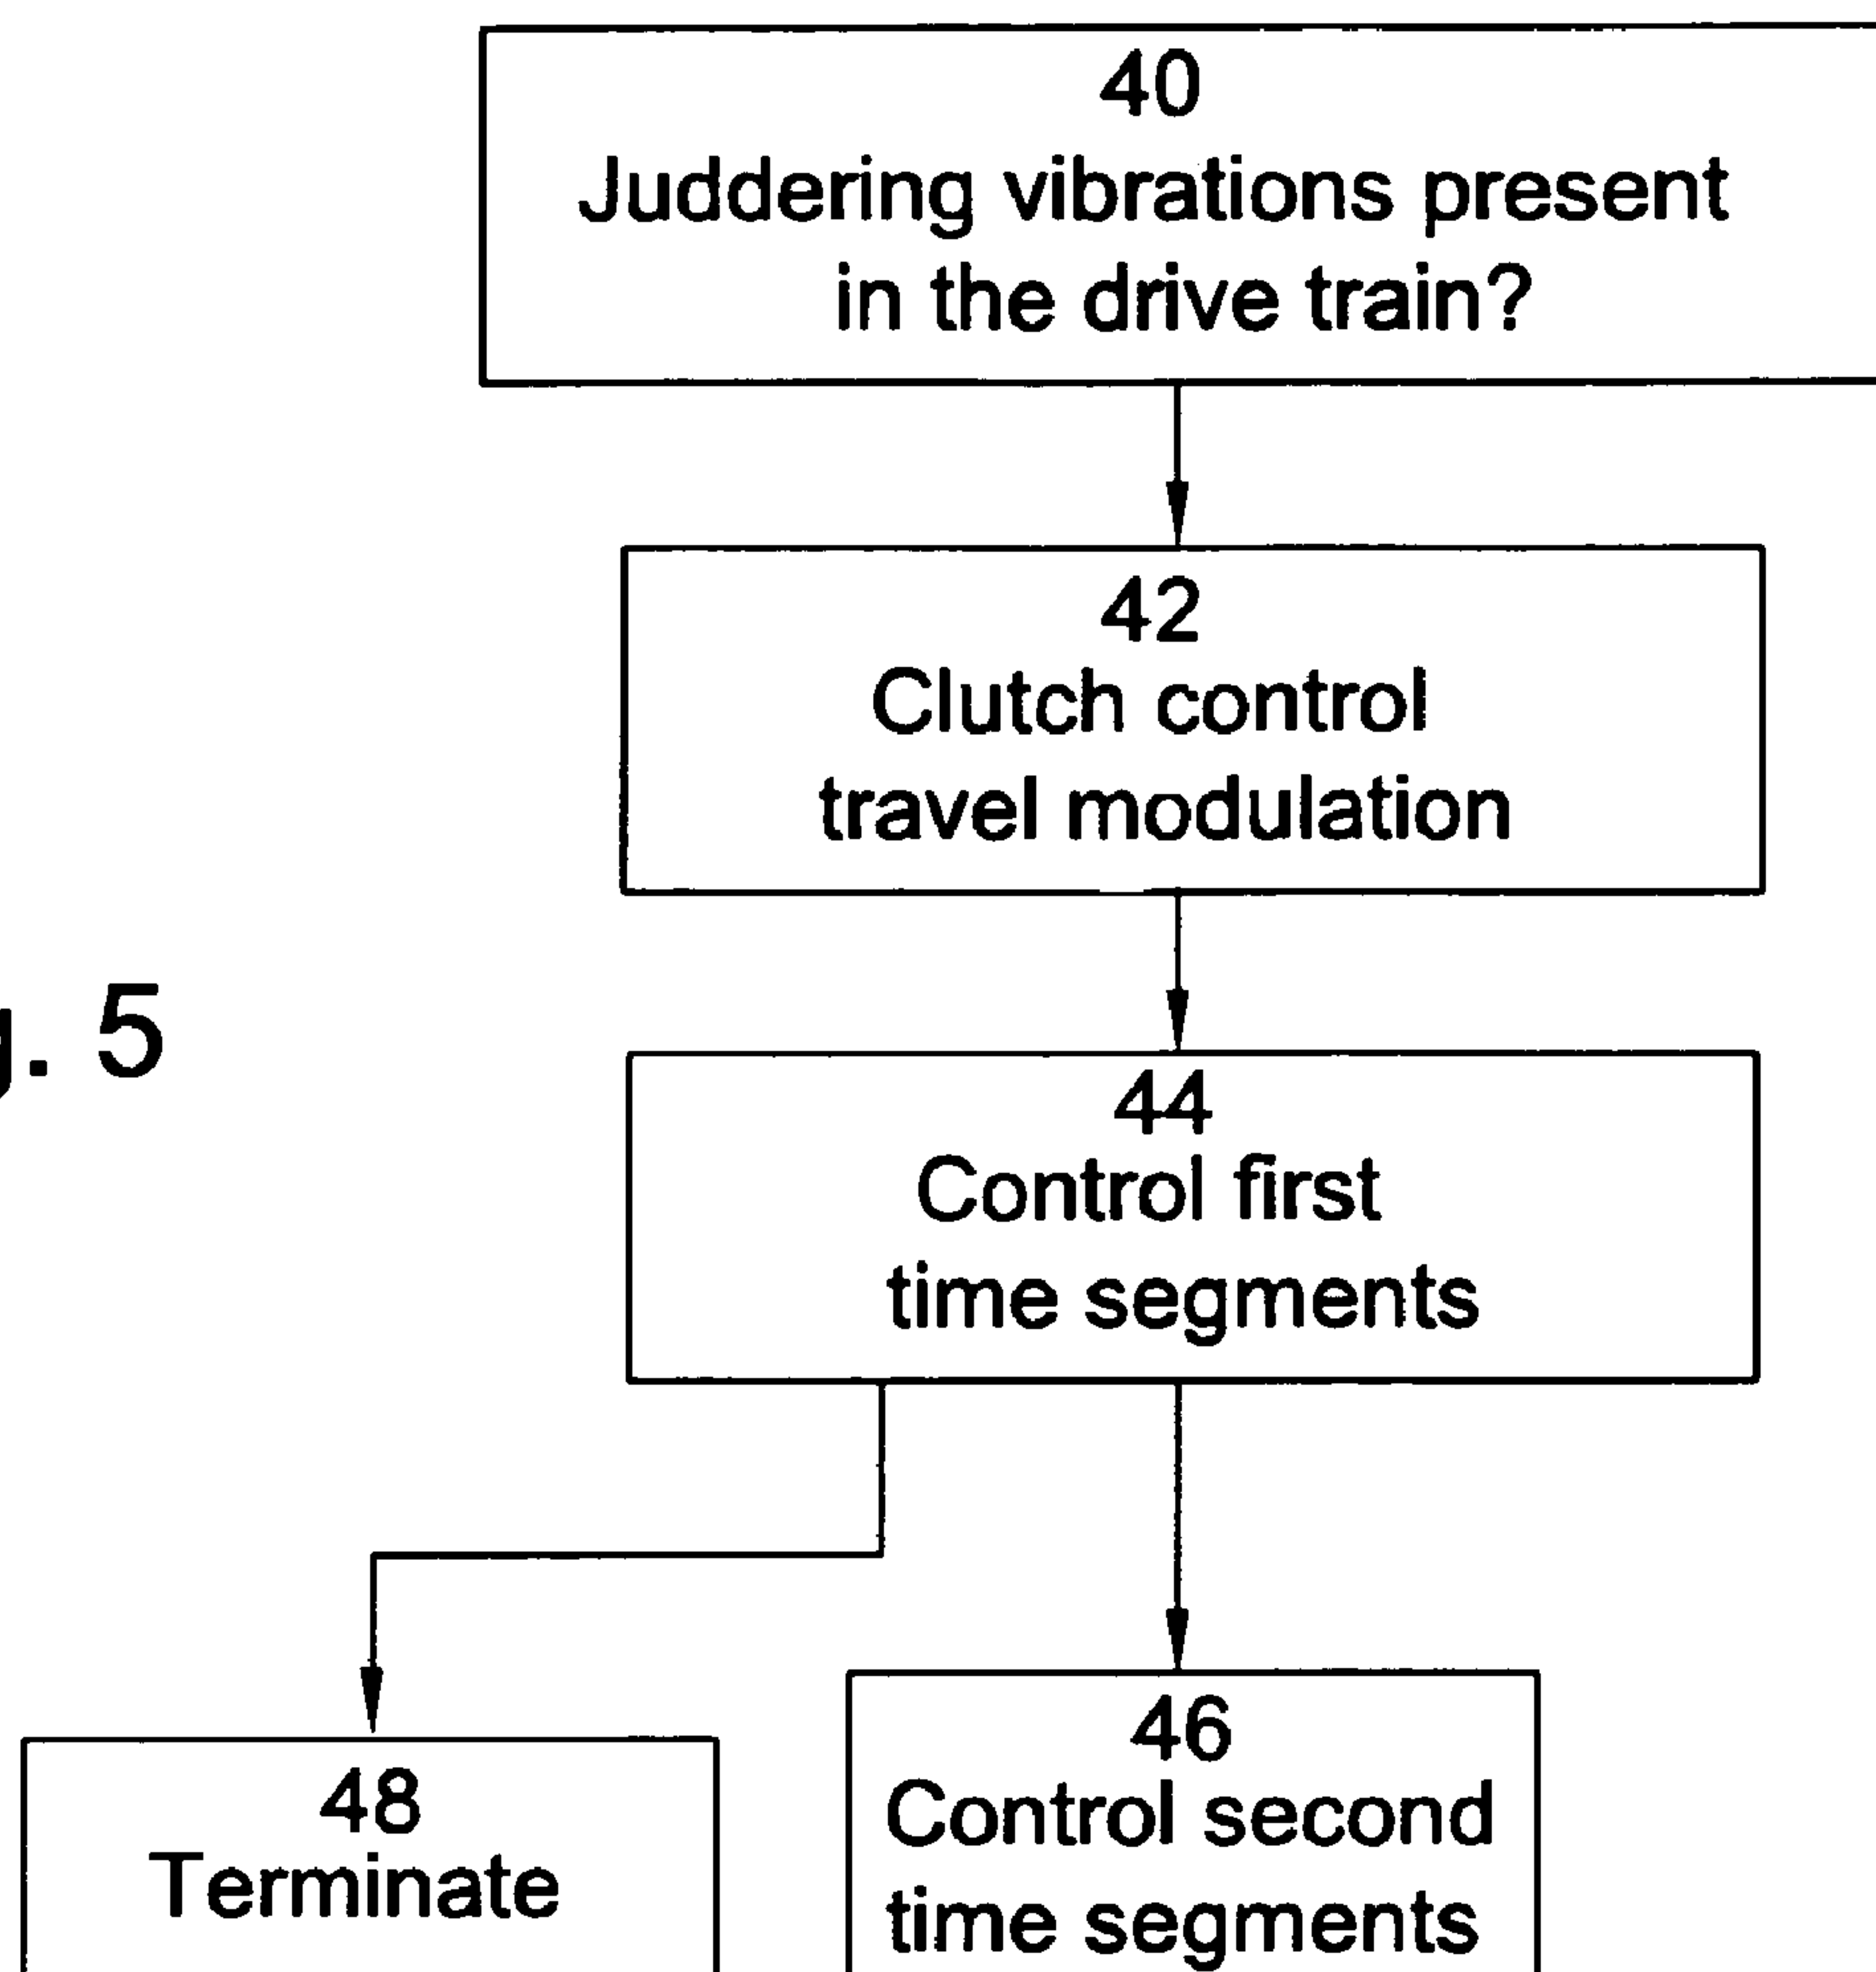 40
Juddering vibrations present
in the drive train?
42
Clutch control
travel modulation
g. 5
44
Control first
time segments
48
Terminate
46
Control second
time segments